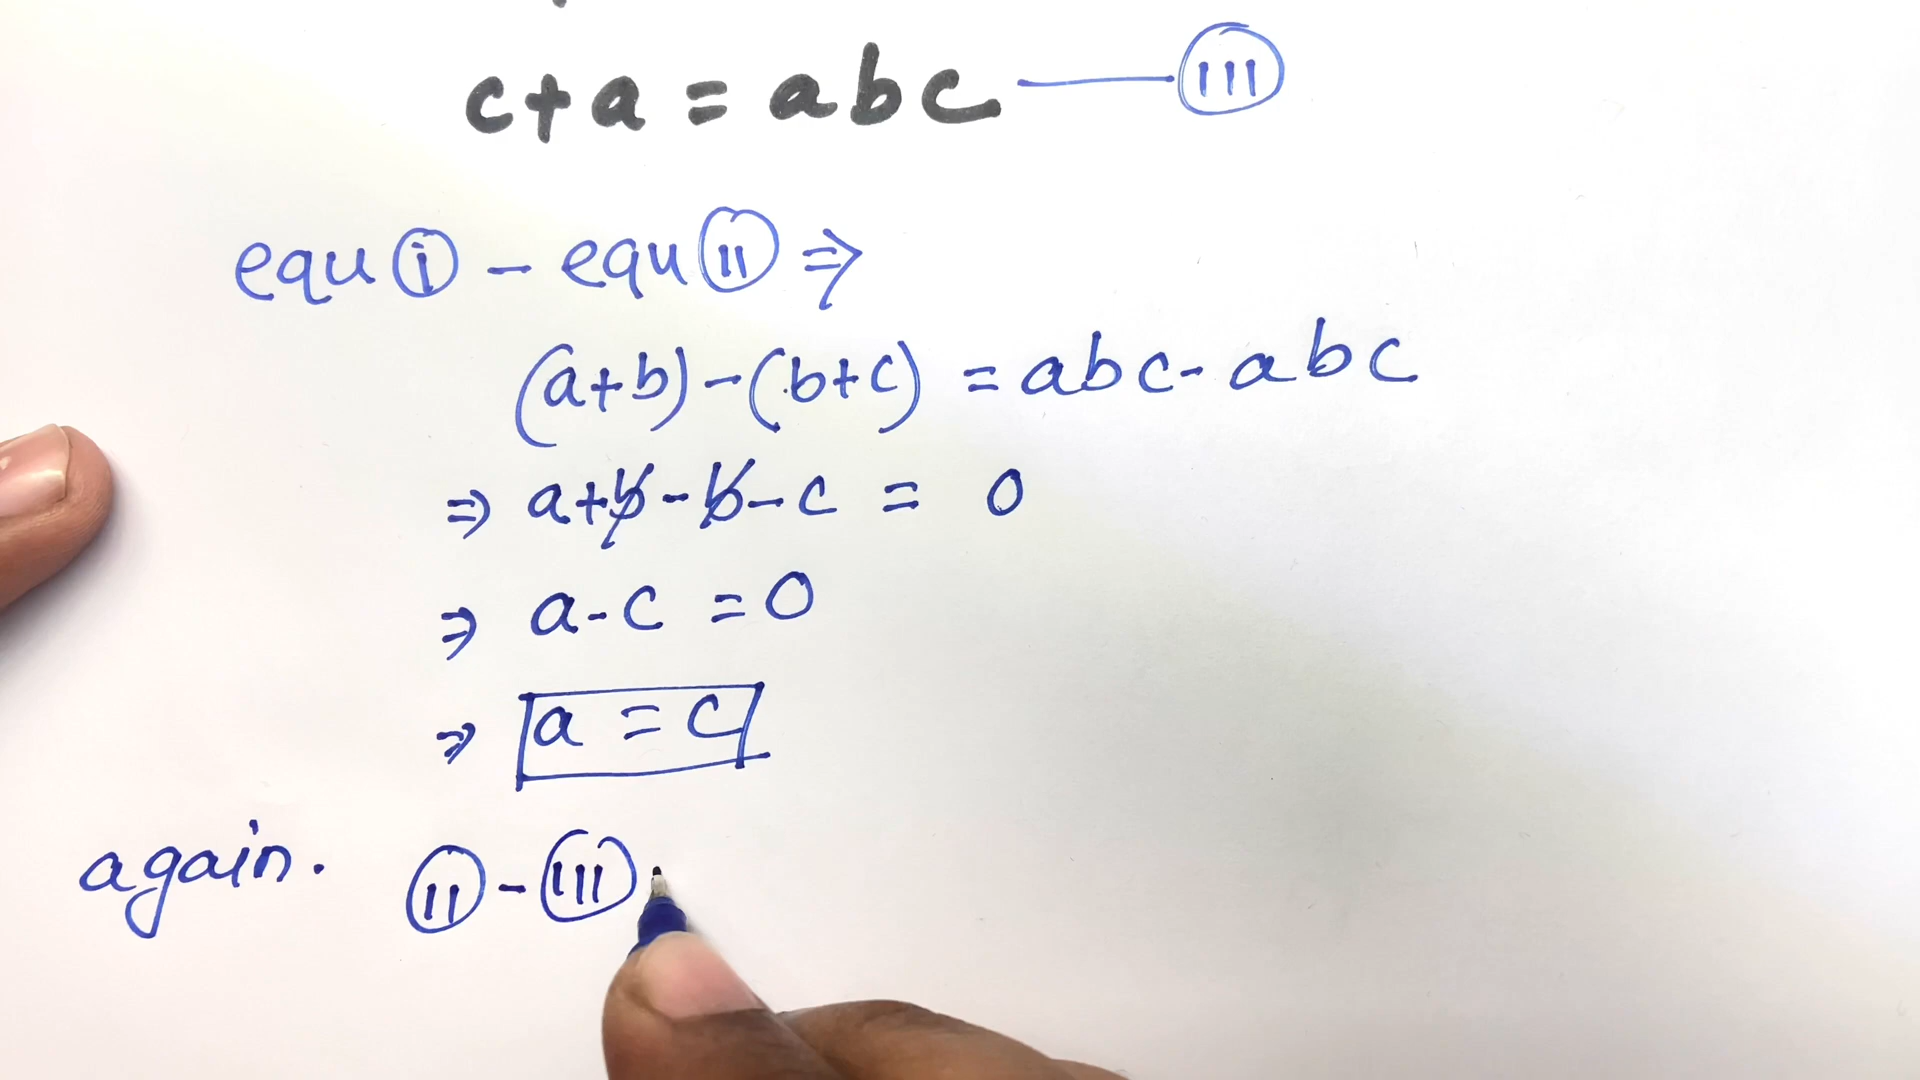 c+a = abc — (III)
equ (i) - equ (II) ⇒
(a+b)-(b+c) = abc-abc
⇒ a+b-b-c = 0
⇒ a-c = 0
⇒ a = c
again. (II) - (III)